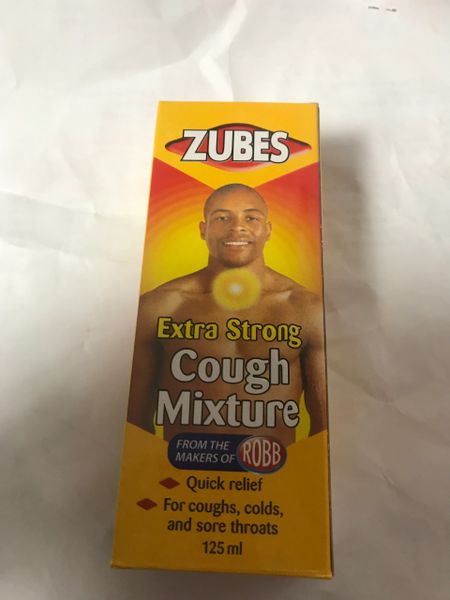 ZUBES
Extra Strong
Cough
Mixture
FROM THE
MAKERS OF ROBB
Quick relief
For coughs, colds,
and sore throats
125 ml